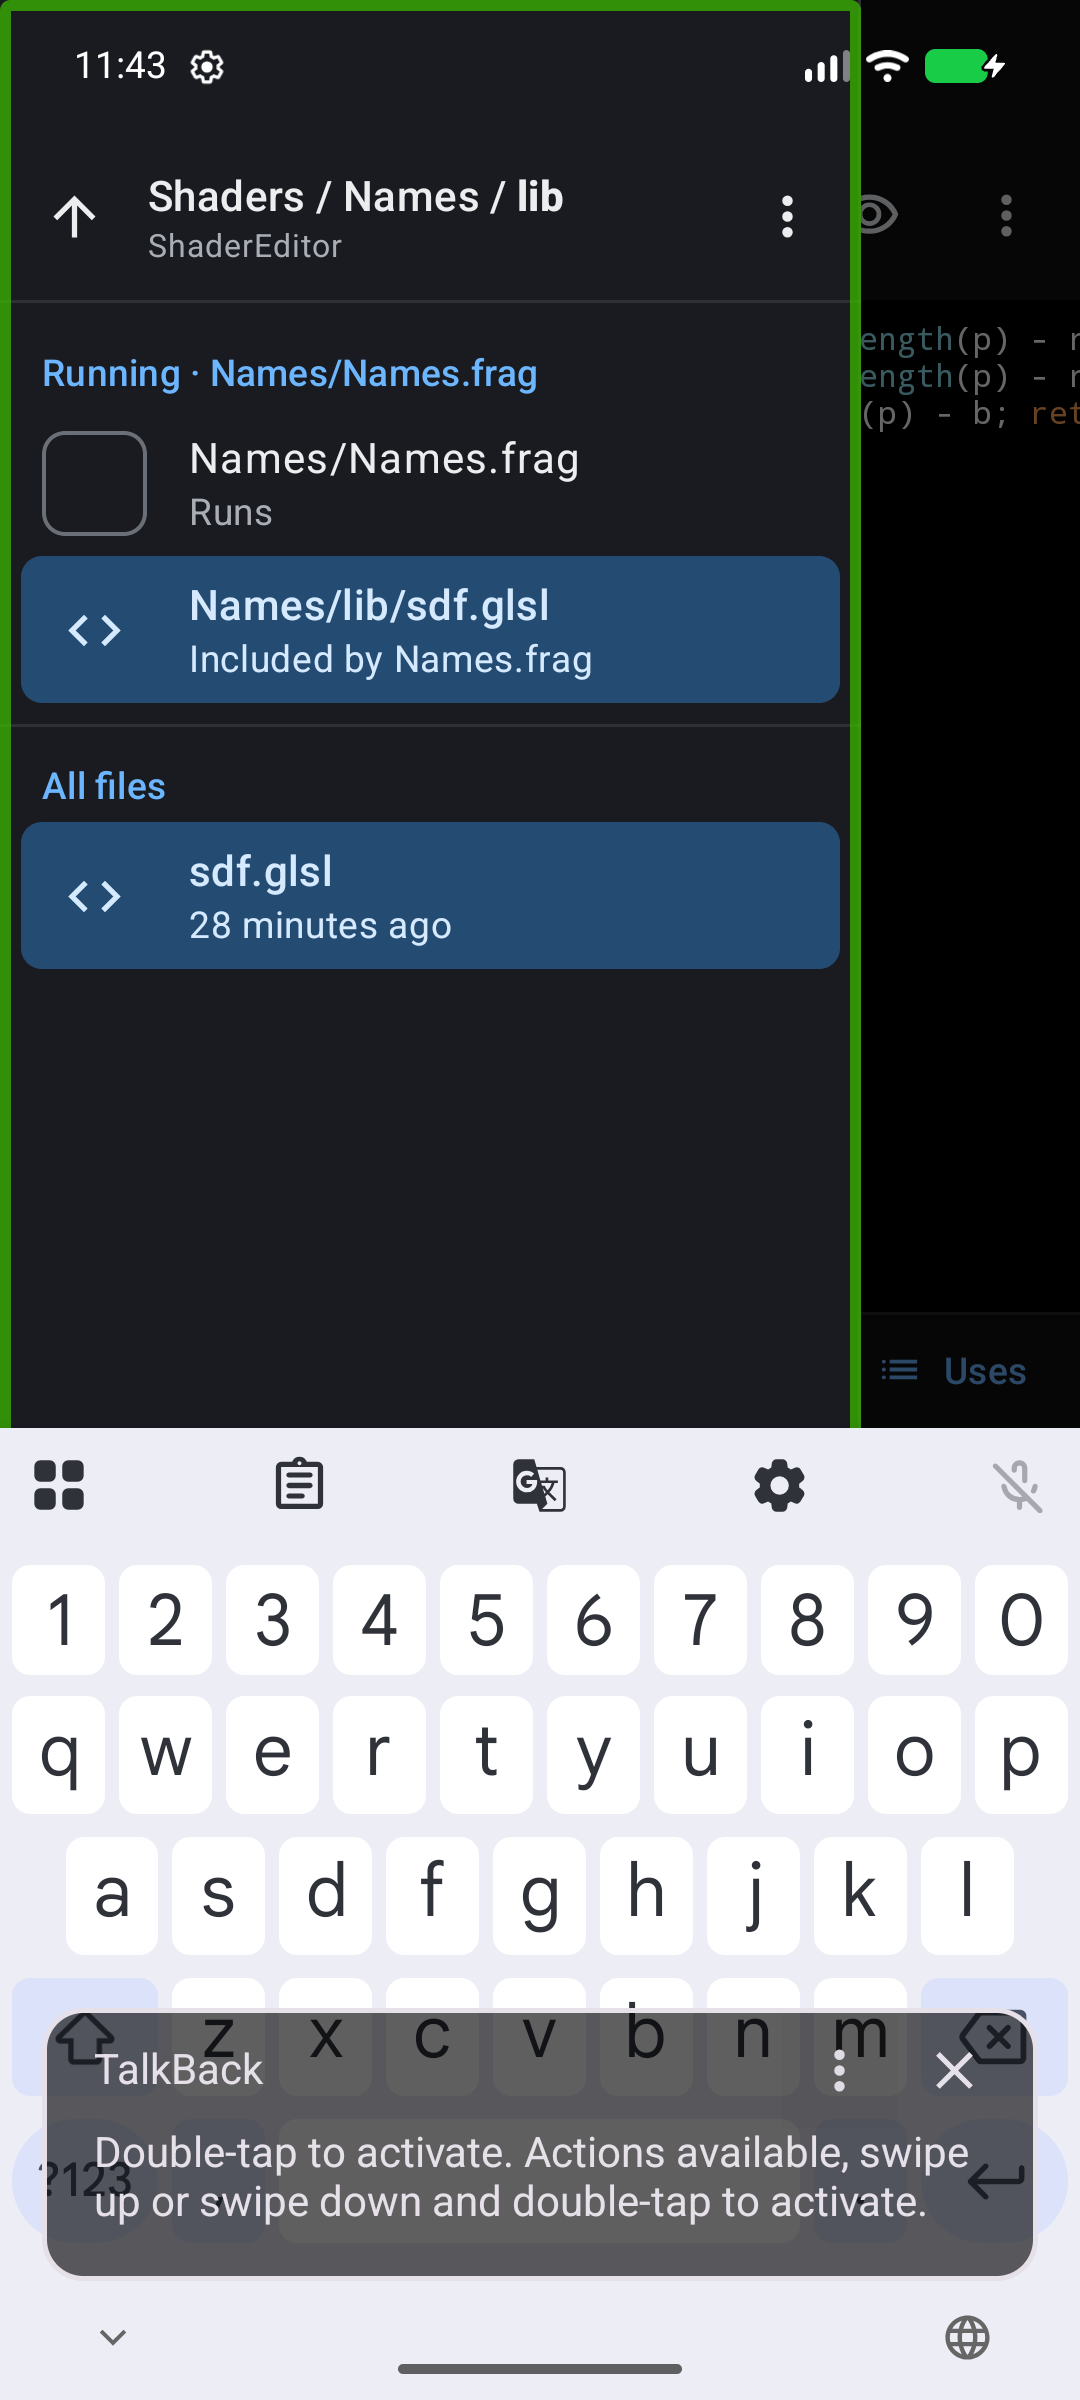 11:43
Shaders / Names / lib
ShaderEditor
Running · Names/Names.frag
Names/Names.frag
Runs
Names/lib/sdf.glsl
Included by Names.frag
All files
sdf.glsl
28 minutes ago
ength(p) - r
ength(p) - r
(p) - b; ret
Uses
1 2 3 4 5 6 7 8 9 0
q w e r t y u i o p
a s d f g h j k l
z x c v b n m
?123
TalkBack
Double-tap to activate. Actions available, swipe
up or swipe down and double-tap to activate.